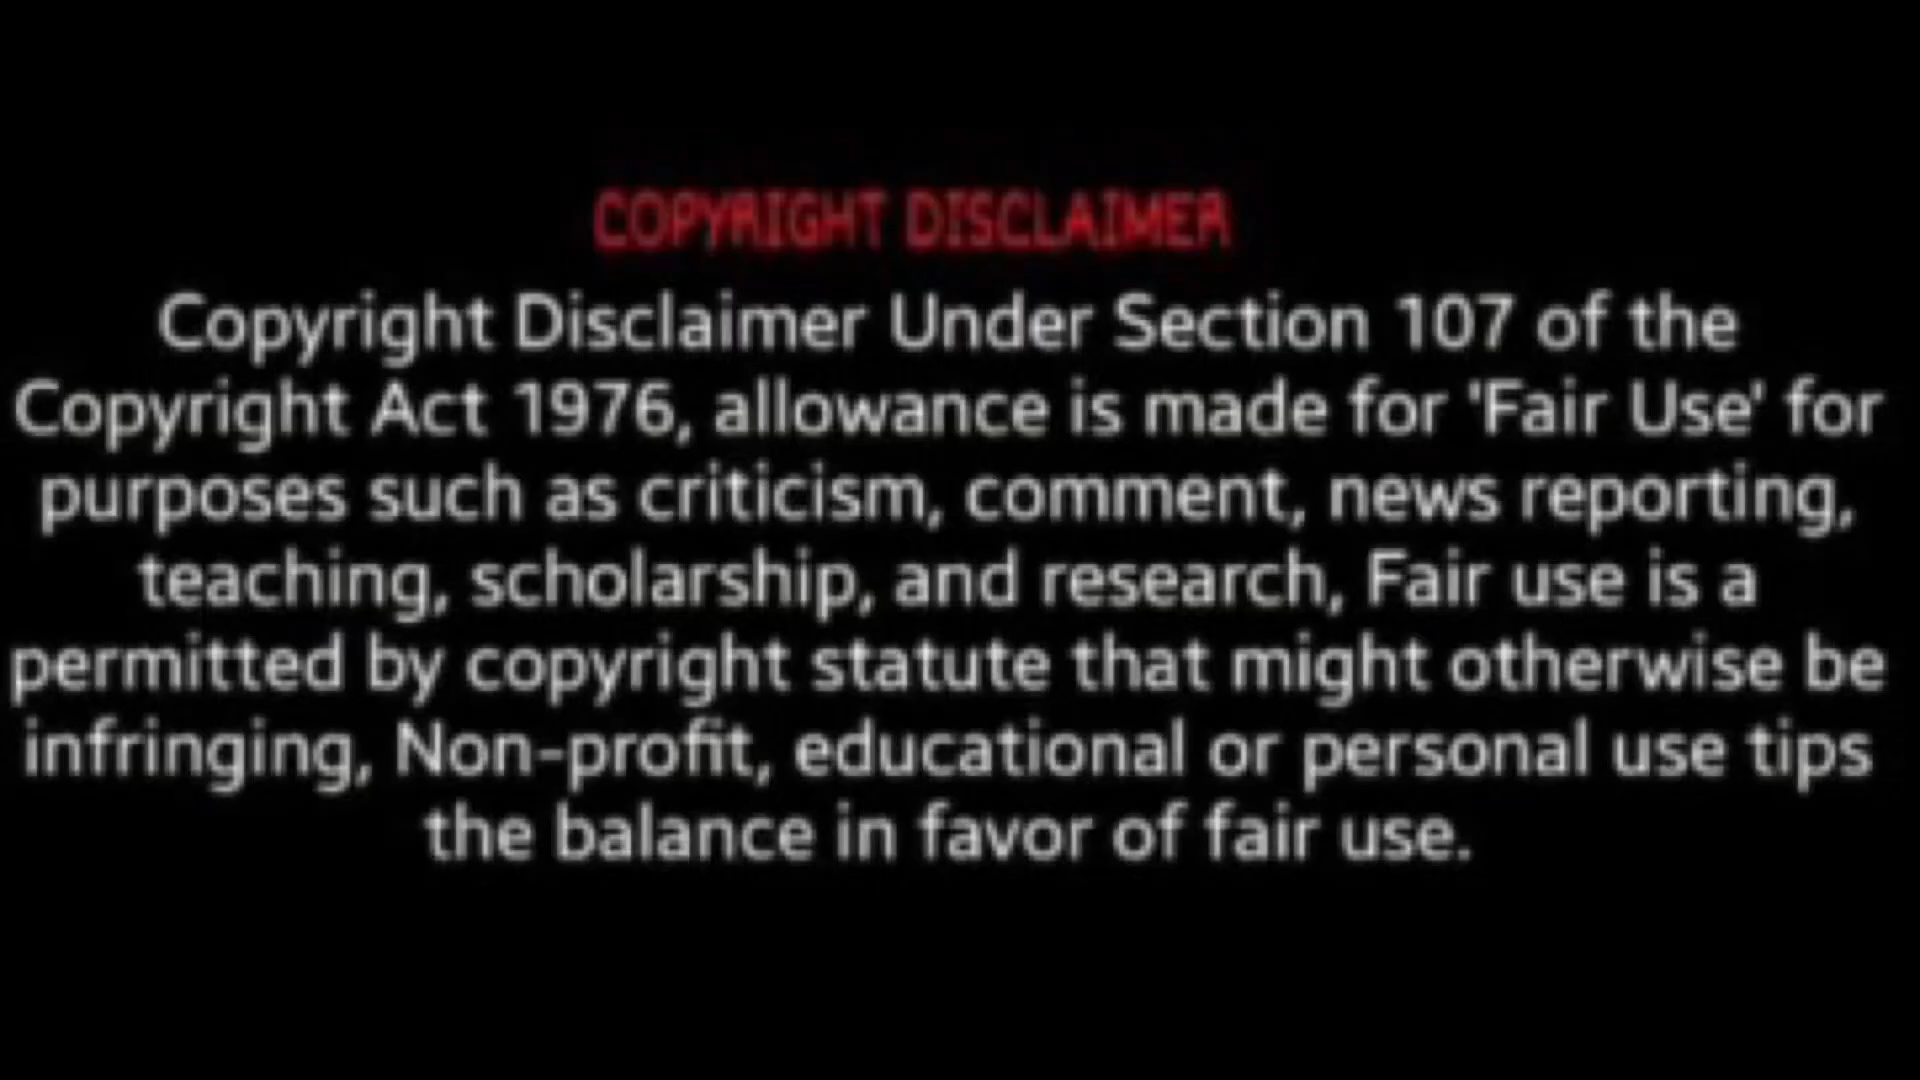 COPYRIGHT DISCLAIMER
Copyright Disclaimer Under Section 107 of the
Copyright Act 1976, allowance is made for 'Fair Use' for
purposes such as criticism, comment, news reporting,
teaching, scholarship, and research, Fair use is a
permitted by copyright statute that might otherwise be
infringing, Non-profit, educational or personal use tips
the balance in favor of fair use.